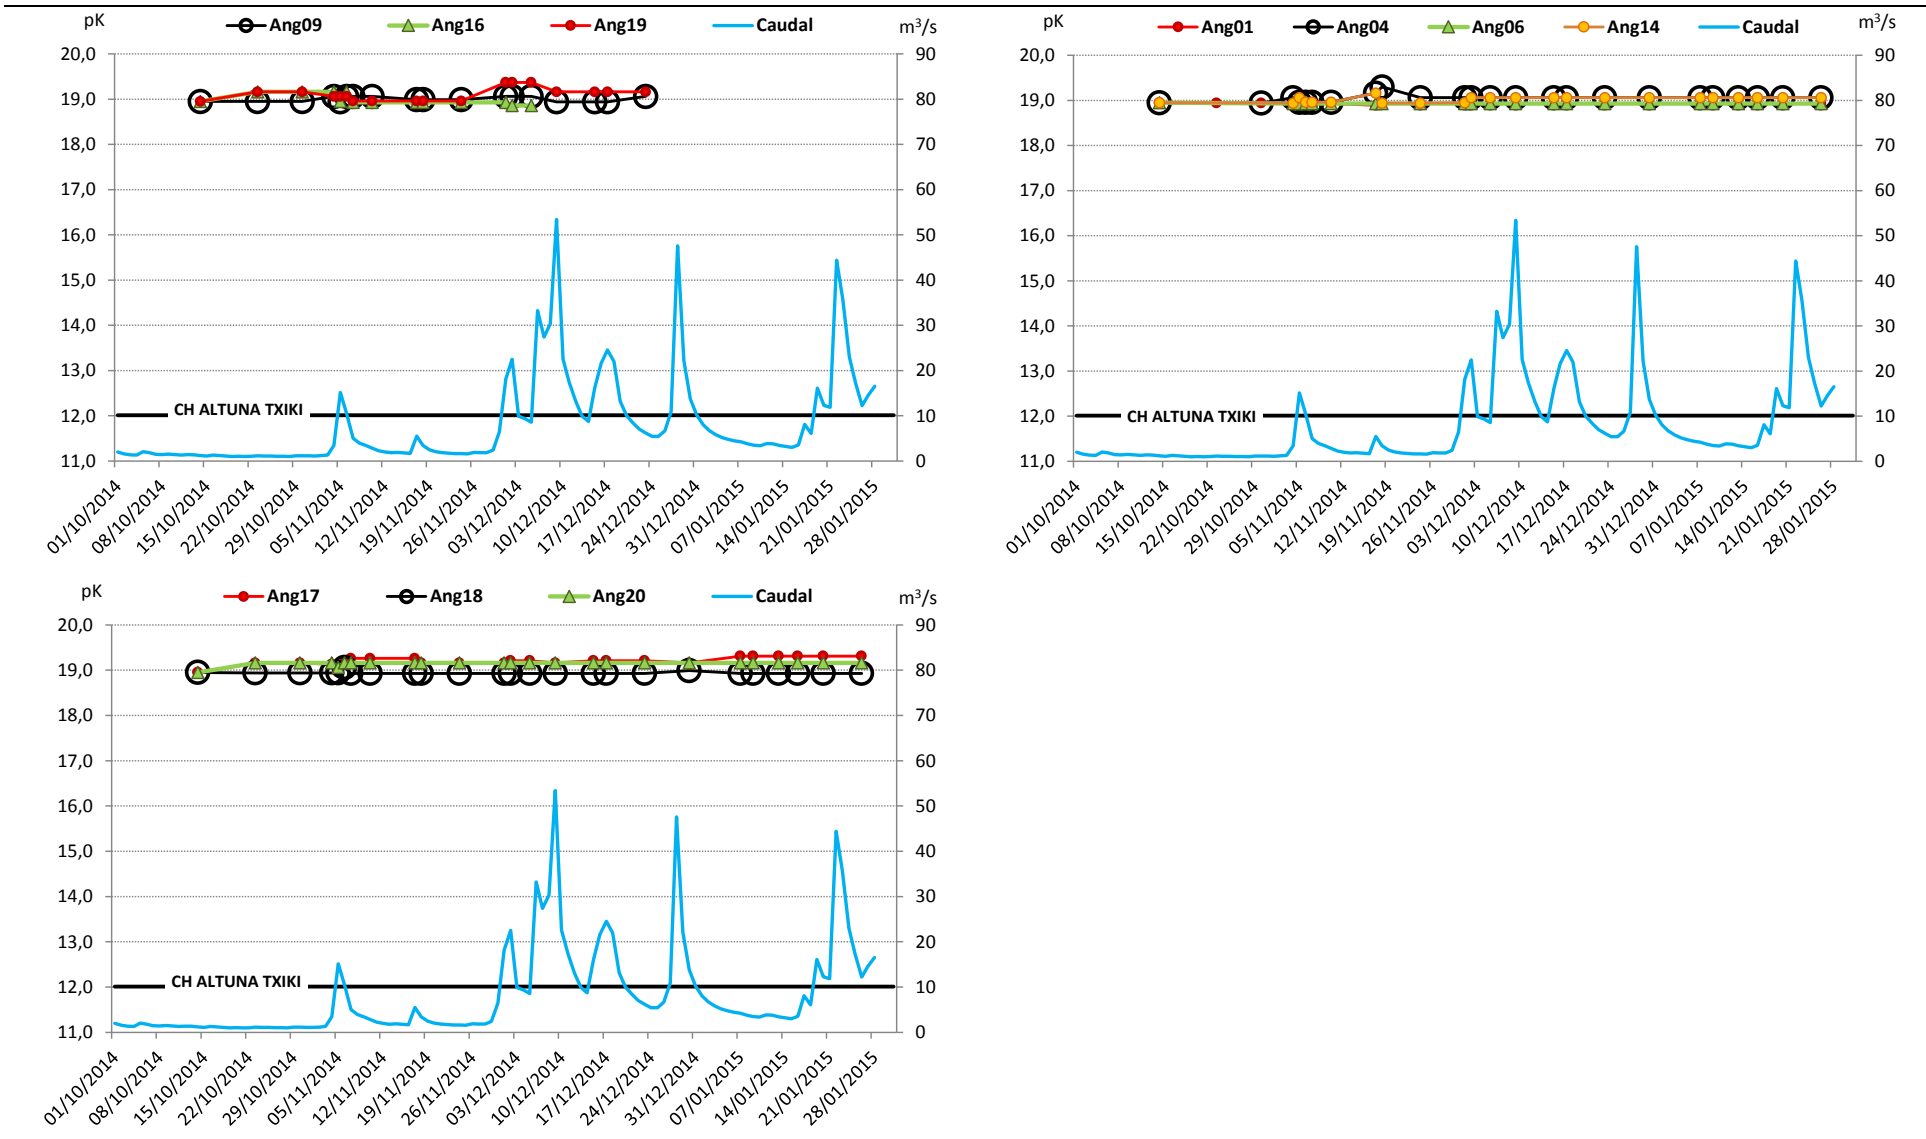 pK
Ang09 Ang16 Ang19 Caudal
m³/s
20,0 90
19,0 80
18,0 70
17,0 60
16,0 50
15,0 40
14,0 30
13,0 20
12,0 10
11,0 0
CH ALTUNA TXIKI
01/10/2014 08/10/2014 15/10/2014 22/10/2014 29/10/2014 05/11/2014 12/11/2014 19/11/2014 26/11/2014 03/12/2014 10/12/2014 17/12/2014 24/12/2014 31/12/2014 07/01/2015 14/01/2015 21/01/2015 28/01/2015
pK
Ang01 Ang04 Ang06 Ang14 Caudal
m³/s
20,0 90
19,0 80
18,0 70
17,0 60
16,0 50
15,0 40
14,0 30
13,0 20
12,0 10
11,0 0
CH ALTUNA TXIKI
01/10/2014 08/10/2014 15/10/2014 22/10/2014 29/10/2014 05/11/2014 12/11/2014 19/11/2014 26/11/2014 03/12/2014 10/12/2014 17/12/2014 24/12/2014 31/12/2014 07/01/2015 14/01/2015 21/01/2015 28/01/2015
pK
Ang17 Ang18 Ang20 Caudal
m³/s
20,0 90
19,0 80
18,0 70
17,0 60
16,0 50
15,0 40
14,0 30
13,0 20
12,0 10
11,0 0
CH ALTUNA TXIKI
01/10/2014 08/10/2014 15/10/2014 22/10/2014 29/10/2014 05/11/2014 12/11/2014 19/11/2014 26/11/2014 03/12/2014 10/12/2014 17/12/2014 24/12/2014 31/12/2014 07/01/2015 14/01/2015 21/01/2015 28/01/2015